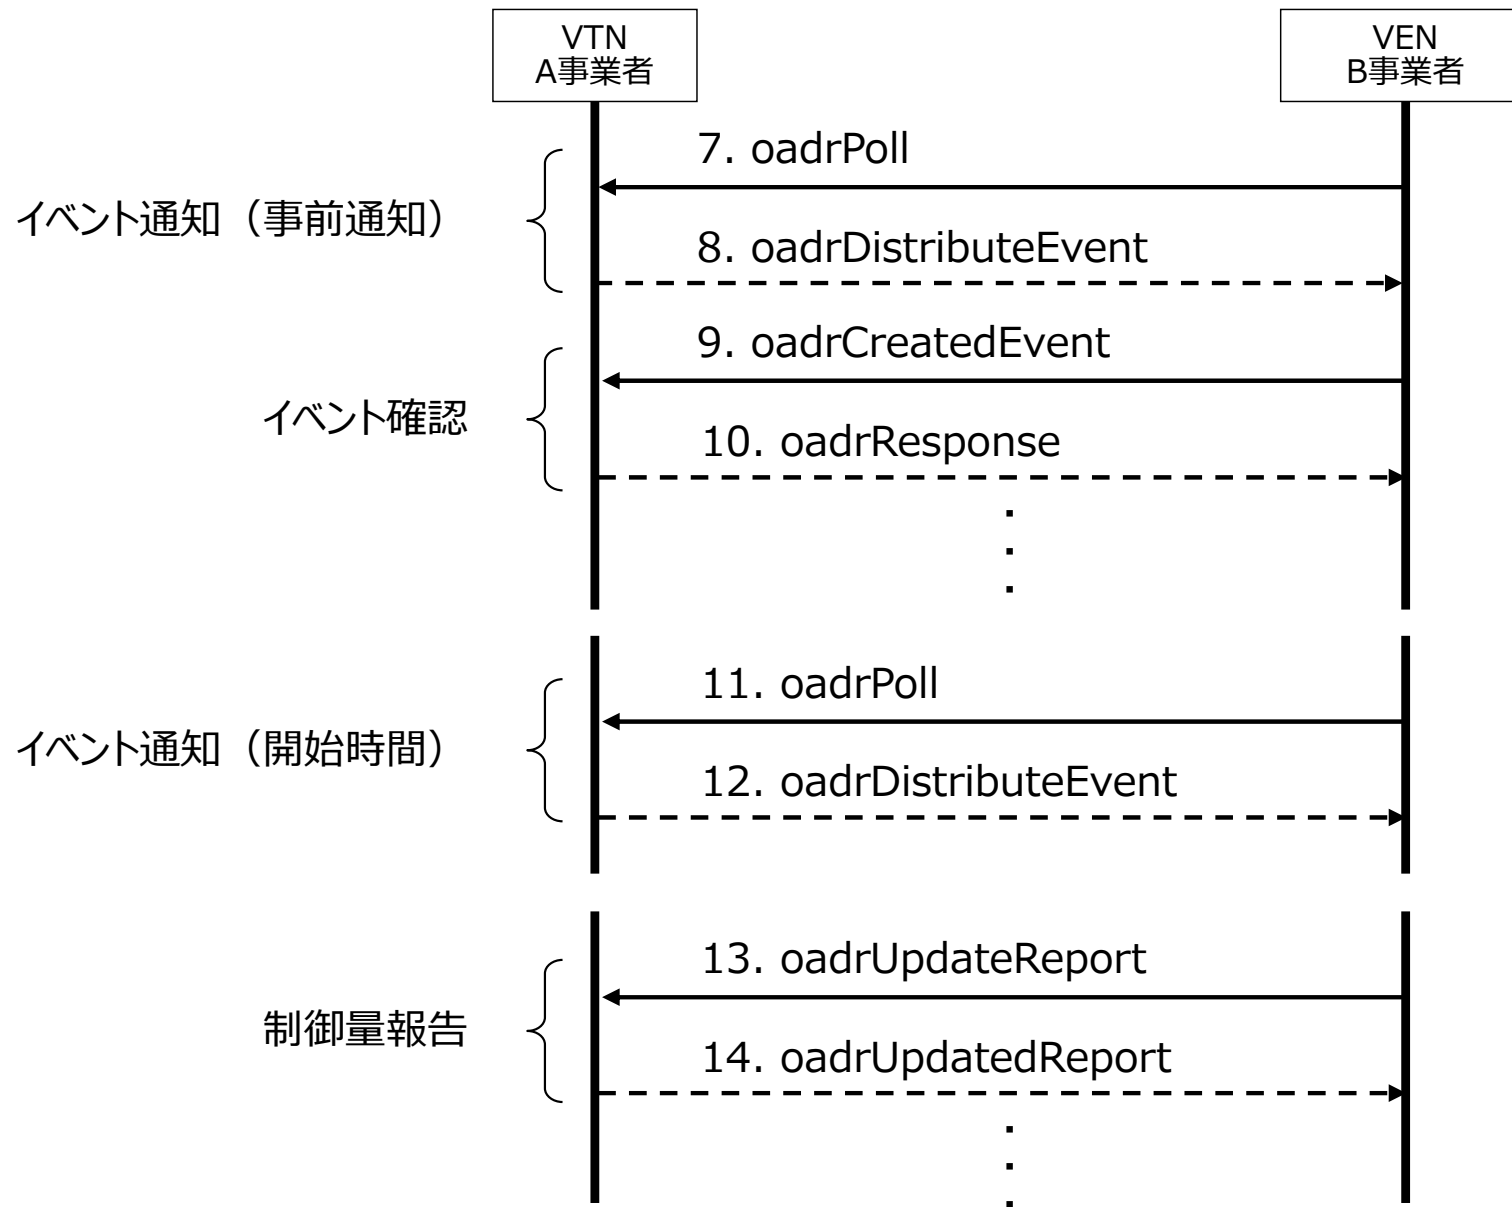 VTN
A事業者
VEN
B事業者
7. oadrPoll
イベント通知（事前通知）
8. oadrDistributeEvent
9. oadrCreatedEvent
イベント確認
10. oadrResponse
11. oadrPoll
イベント通知（開始時間）
12. oadrDistributeEvent
13. oadrUpdateReport
制御量報告
14. oadrUpdatedReport